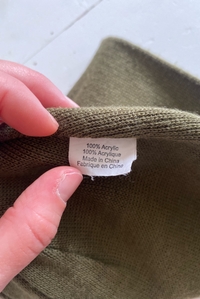 100% Acrylic
100% Acrylique
Made in China
Fabriqué en Chine